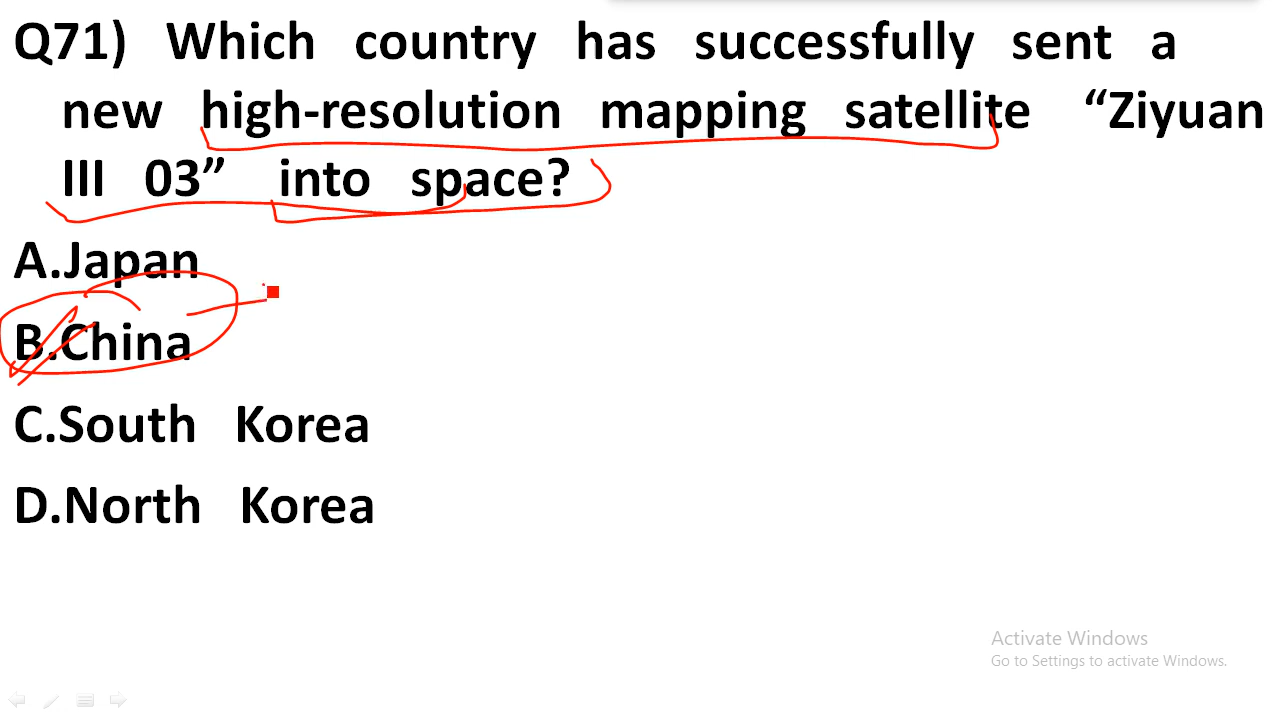 Q71) Which country has successfully sent a
new high-resolution mapping satellite “Ziyuan
III 03” into space?
A.Japan
B.China
C.South Korea
D.North Korea
Activate Windows
Go to Settings to activate Windows.